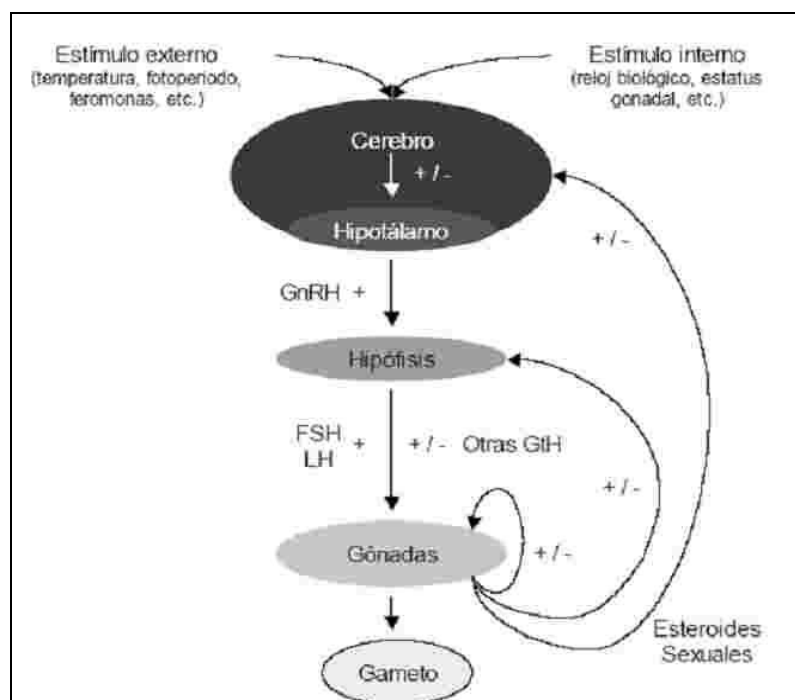 Estímulo externo
(temperatura, fotoperiodo,
feromonas, etc.)
Estímulo interno
(reloj biológico, estatus
gonadal, etc.)
Cerebro
+ / -
Hipotálamo
+ / -
GnRH +
Hipófisis
FSH +
LH
+ / - Otras GtH
+ / -
Gónadas
+ / -
Esteroides
Sexuales
Gameto